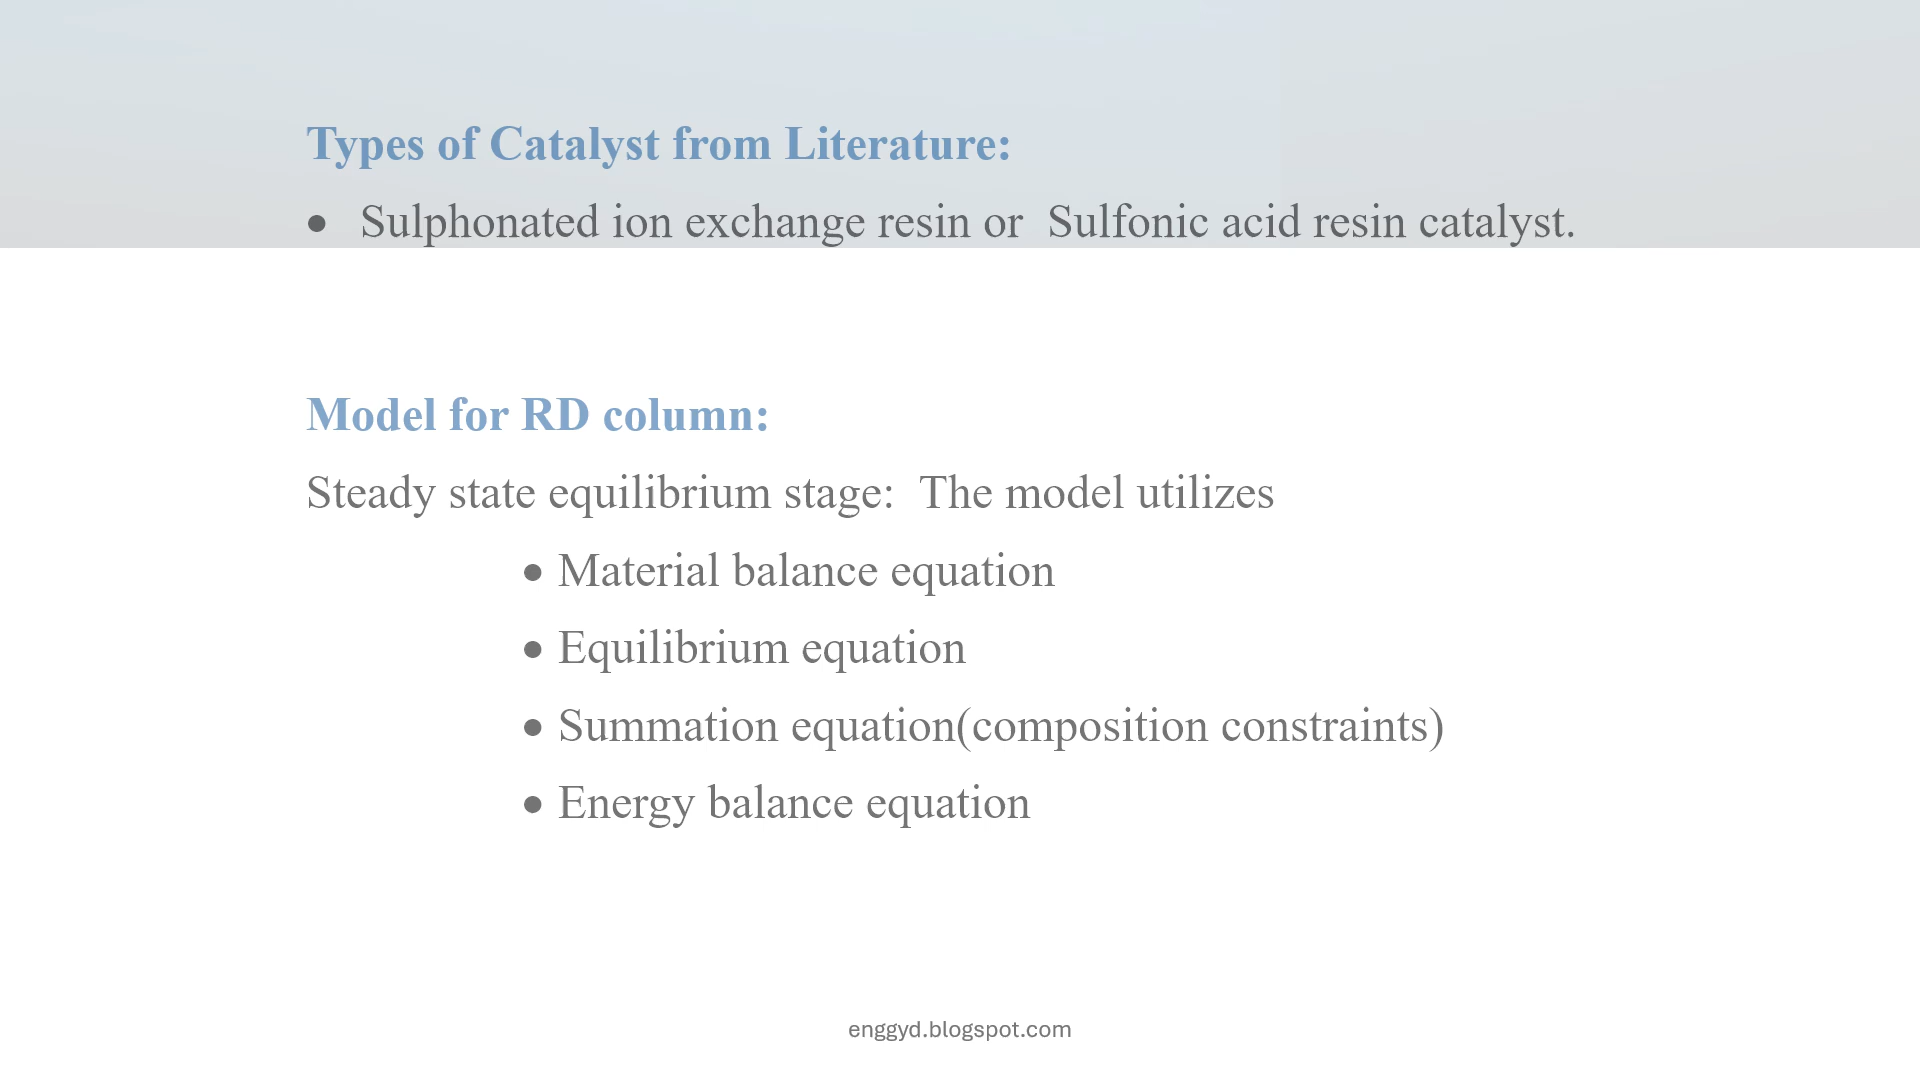 Types of Catalyst from Literature:
• Sulphonated ion exchange resin or  Sulfonic acid resin catalyst.
Model for RD column:
Steady state equilibrium stage:  The model utilizes
• Material balance equation
• Equilibrium equation
• Summation equation(composition constraints)
• Energy balance equation
enggyd.blogspot.com